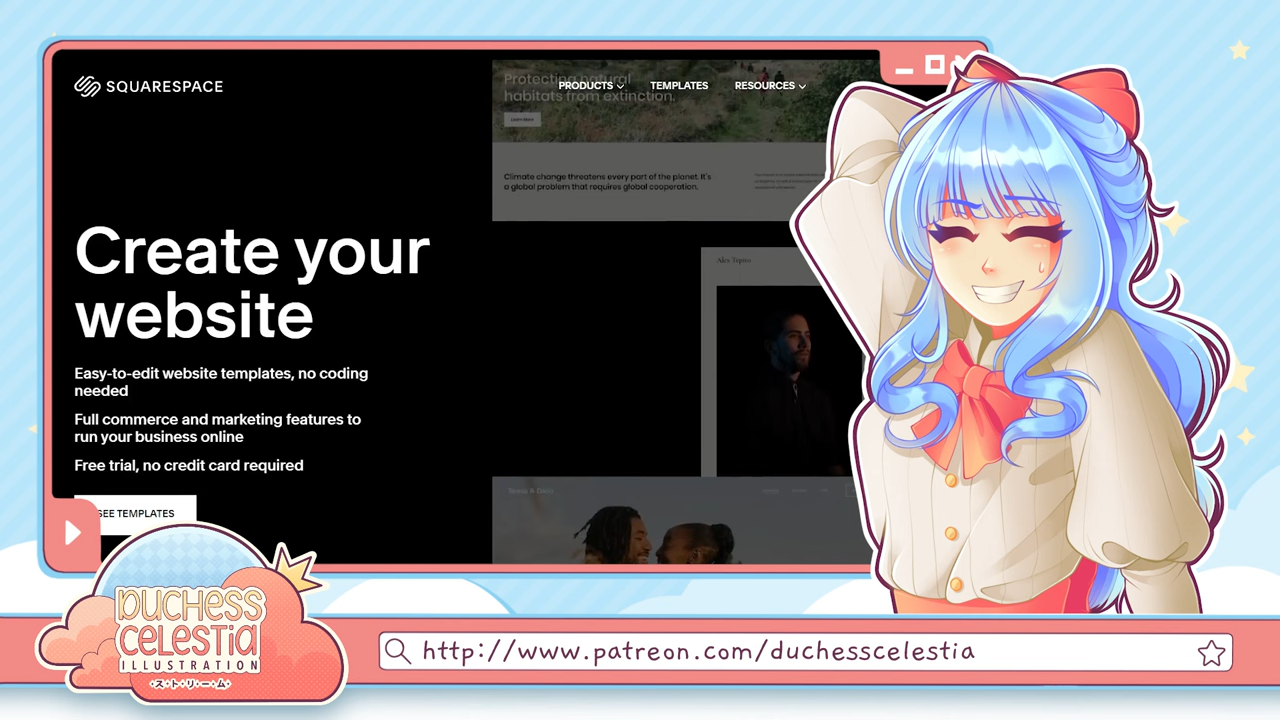 SQUARESPACE
PRODUCTS
TEMPLATES
RESOURCES
Protecting natural
habitats from extinction.
Learn More
Climate change threatens every part of the planet. It's
a global problem that requires global cooperation.
Create your
website
Easy-to-edit website templates, no coding
needed
Full commerce and marketing features to
run your business online
Free trial, no credit card required
SEE TEMPLATES
DUCHESS
CELESTIA
ILLUSTRATION
·ス·ト·リ·ー·ム·
http://www.patreon.com/duchesscelestia